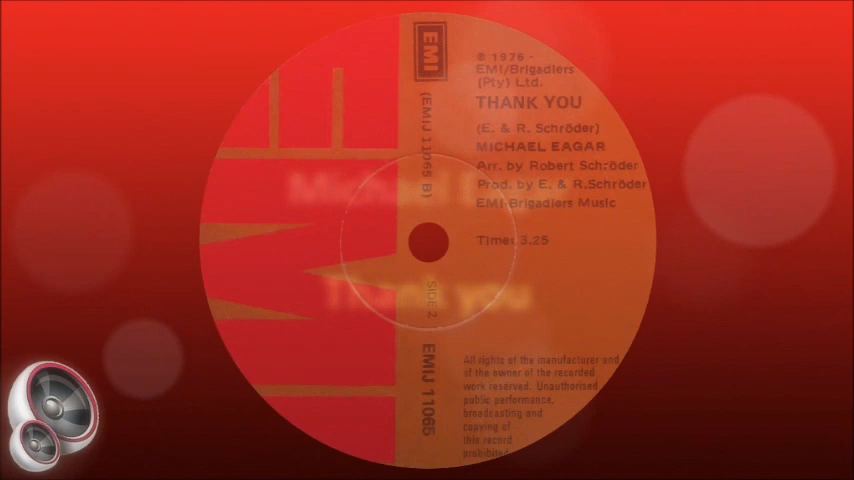 EMI
℗ 1976 -
EMI/Brigadiers
(Pty) Ltd.
THANK YOU
(E. & R. Schröder)
MICHAEL EAGAR
Arr. by Robert Schröder
Prod. by E. & R.Schröder
EMI-Brigadiers Music
Time: 3.25
(EMIJ 11065 B)
SIDE 2
EMIJ 11065
Michael
Thank you
All rights of the manufacturer and
of the owner of the recorded
work reserved. Unauthorised
public performance,
broadcasting and
copying of
this record
prohibited